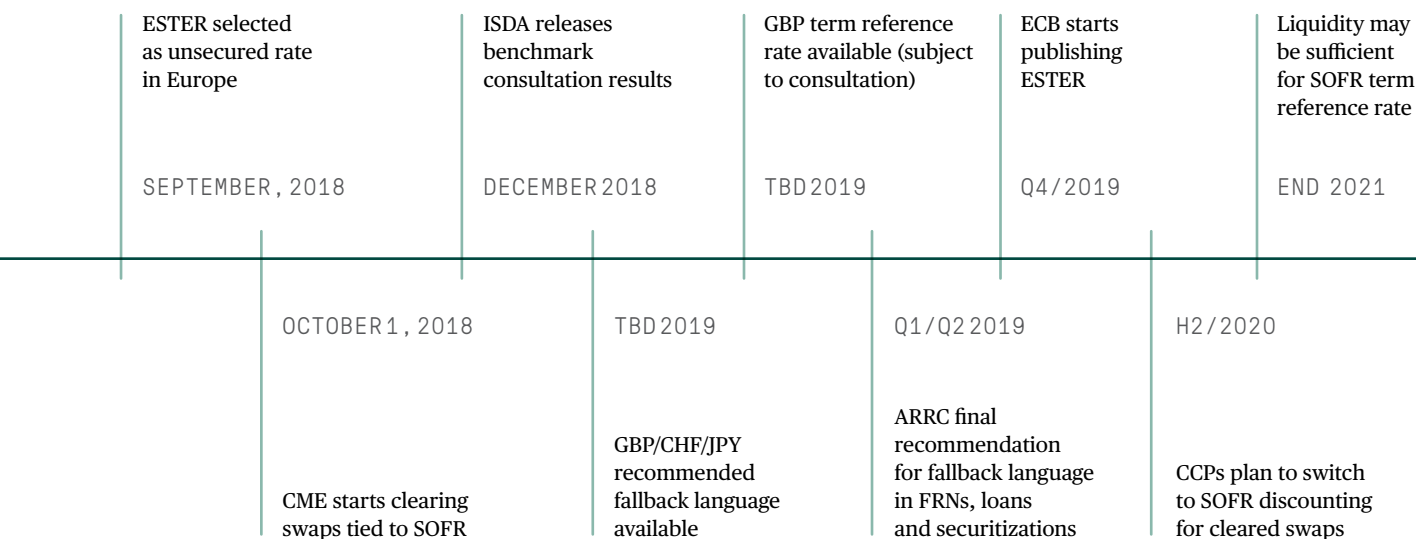 ESTER selected
as unsecured rate
in Europe
SEPTEMBER, 2018
OCTOBER 1, 2018
CME starts clearing
swaps tied to SOFR
ISDA releases
benchmark
consultation results
DECEMBER 2018
TBD 2019
GBP/CHF/JPY
recommended
fallback language
available
GBP term reference
rate available (subject
to consultation)
TBD 2019
Q1/Q2 2019
ARRC final
recommendation
for fallback language
in FRNs, loans
and securitizations
ECB starts
publishing
ESTER
Q4/2019
H2/2020
CCPs plan to switch
to SOFR discounting
for cleared swaps
Liquidity may
be sufficient
for SOFR term
reference rate
END 2021